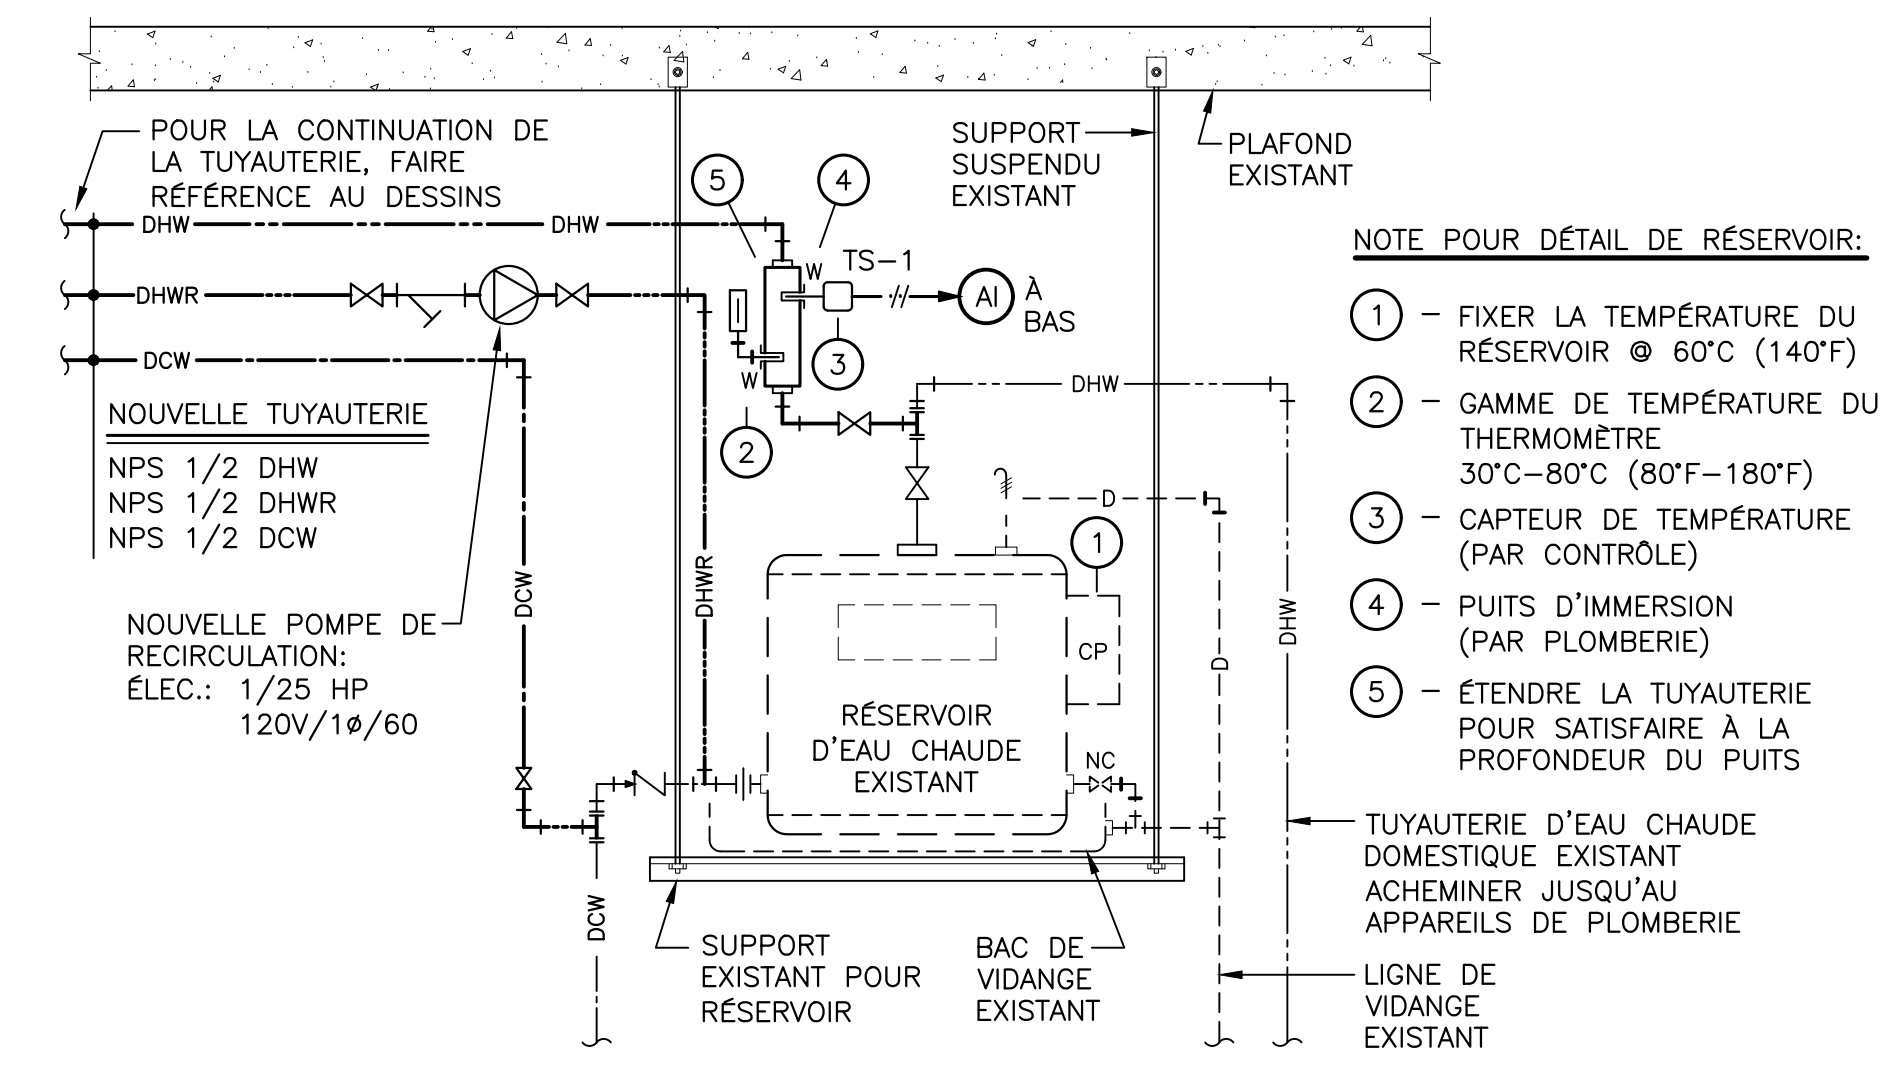 POUR LA CONTINUATION DE
LA TUYAUTERIE, FAIRE
RÉFÉRENCE AU DESSINS
SUPPORT
SUSPENDU
EXISTANT
PLAFOND
EXISTANT
5
4
DHW
DHW
W
TS-1
DHWR
AI
À
BAS
DCW
3
W
2
NOUVELLE TUYAUTERIE
NPS 1/2 DHW
NPS 1/2 DHWR
NPS 1/2 DCW
DHW
D
1
DCW
DHWR
DHW
D
NOUVELLE POMPE DE
RECIRCULATION:
ÉLEC.: 1/25 HP
120V/1ø/60
CP
RÉSERVOIR
D'EAU CHAUDE
EXISTANT
NC
DCW
SUPPORT
EXISTANT POUR
RÉSERVOIR
BAC DE
VIDANGE
EXISTANT
NOTE POUR DÉTAIL DE RÉSERVOIR:
1 – FIXER LA TEMPÉRATURE DU
RÉSERVOIR @ 60°C (140°F)
2 – GAMME DE TEMPÉRATURE DU
THERMOMÈTRE
30°C–80°C (80°F–180°F)
3 – CAPTEUR DE TEMPÉRATURE
(PAR CONTRÔLE)
4 – PUITS D'IMMERSION
(PAR PLOMBERIE)
5 – ÉTENDRE LA TUYAUTERIE
POUR SATISFAIRE À LA
PROFONDEUR DU PUITS
TUYAUTERIE D'EAU CHAUDE
DOMESTIQUE EXISTANT
ACHEMINER JUSQU'AU
APPAREILS DE PLOMBERIE
LIGNE DE
VIDANGE
EXISTANT